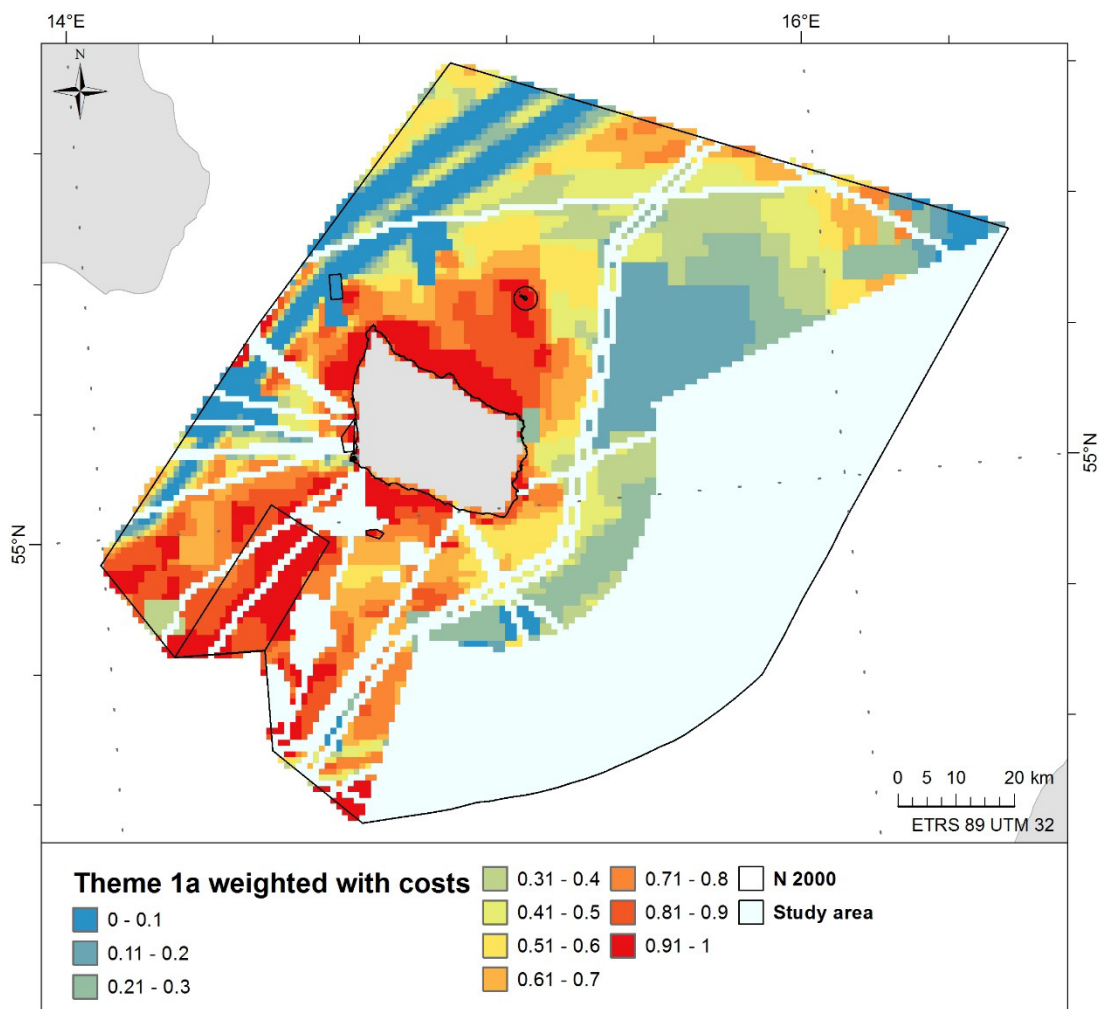 14°E
16°E
N
55°N
55°N
0 5 10 20 km
ETRS 89 UTM 32
Theme 1a weighted with costs
0 - 0.1
0.11 - 0.2
0.21 - 0.3
0.31 - 0.4
0.41 - 0.5
0.51 - 0.6
0.61 - 0.7
0.71 - 0.8
0.81 - 0.9
0.91 - 1
N 2000
Study area